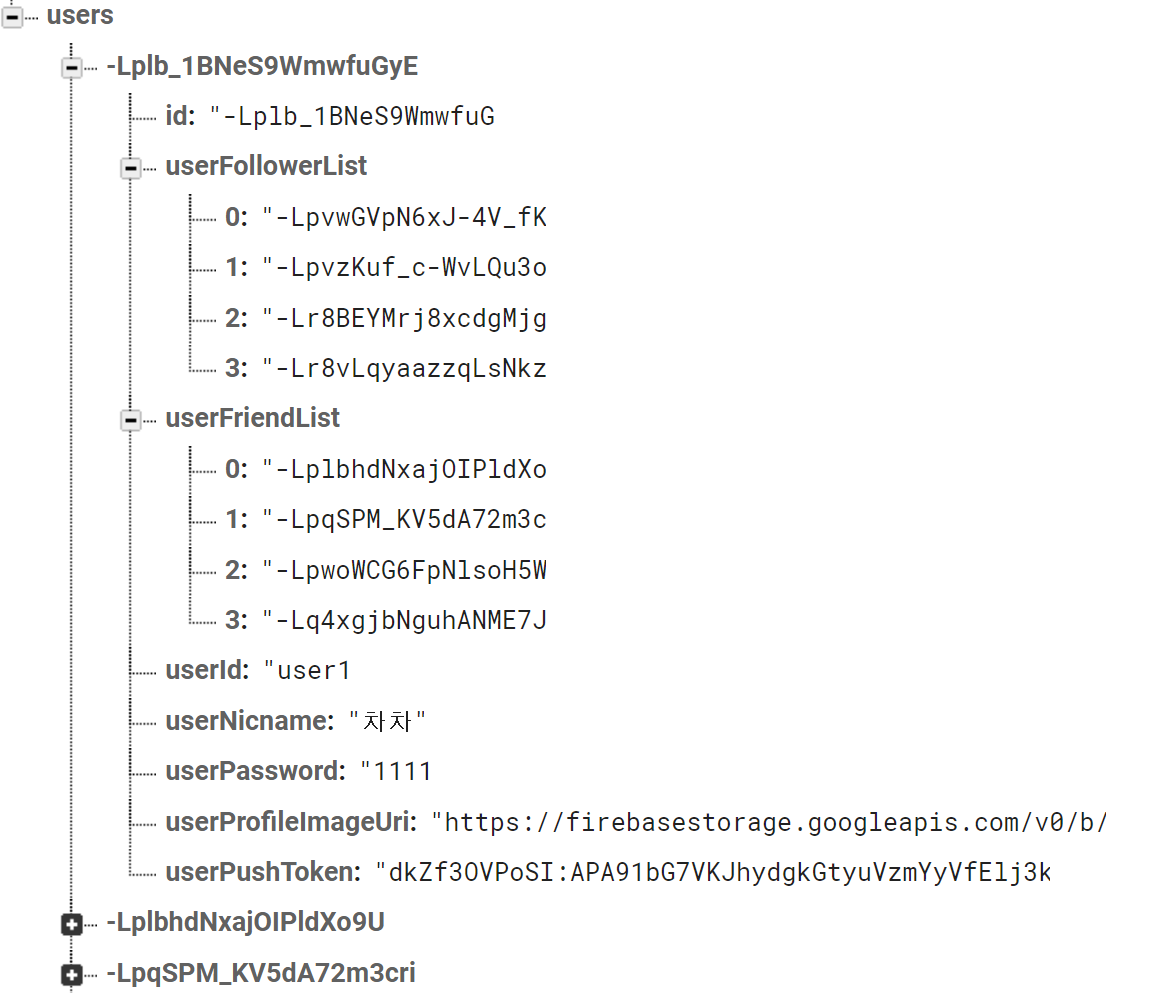 users
-Lplb_1BNeS9WmwfuGyE
id: "-Lplb_1BNeS9WmwfuG
userFollowerList
0: "-LpvwGVpN6xJ-4V_fK
1: "-LpvzKuf_c-WvLQu3o
2: "-Lr8BEYMrj8xcdgMjg
3: "-Lr8vLqyaazzqLsNkz
userFriendList
0: "-LplbhdNxajOIPldXo
1: "-LpqSPM_KV5dA72m3c
2: "-LpwoWCG6FpNlsoH5W
3: "-Lq4xgjbNguhANME7J
userId: "user1
userNicname: "차차"
userPassword: "1111
userProfileImageUri: "https://firebasestorage.googleapis.com/v0/b/
userPushToken: "dkZf3OVPoSI:APA91bG7VKJhydgkGtyuVzmYyVfElj3k
-LplbhdNxajOIPldXo9U
-LpqSPM_KV5dA72m3cri